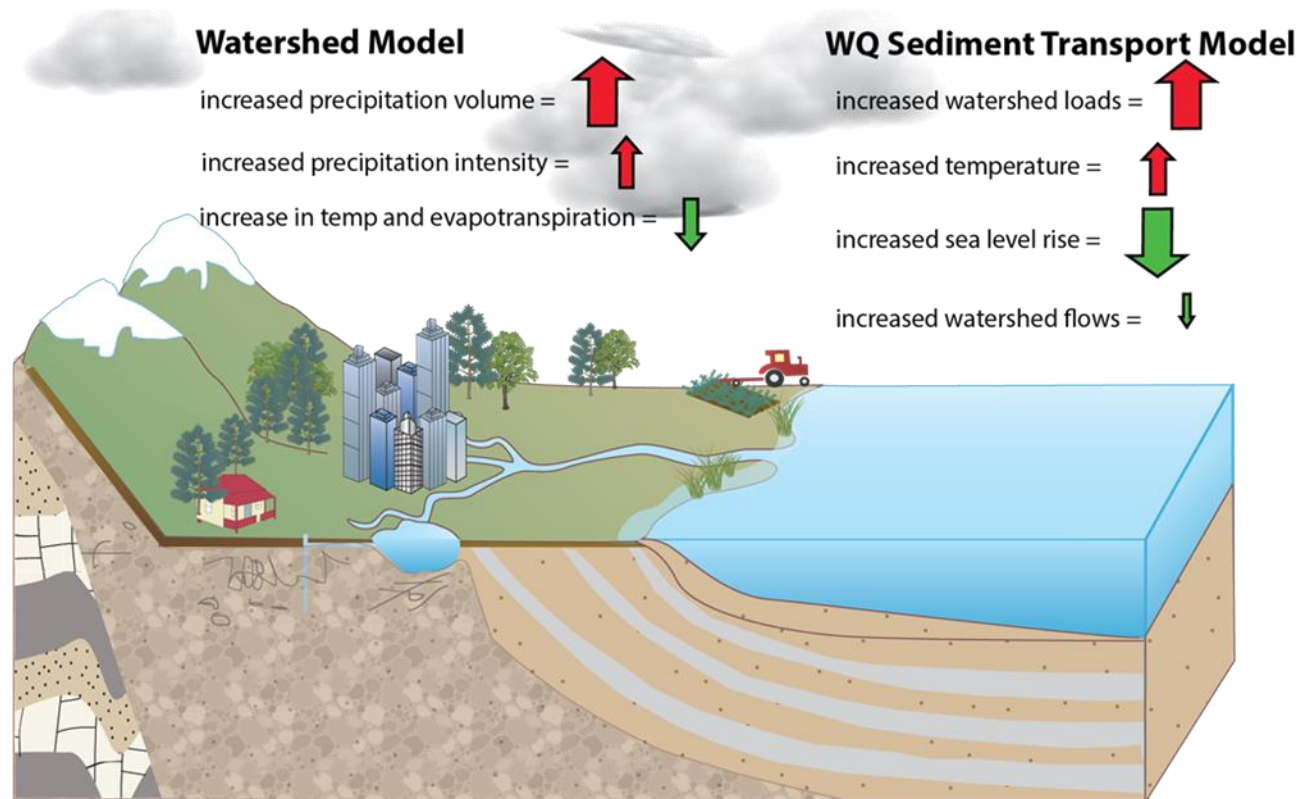 Watershed Model
increased precipitation volume =
increased precipitation intensity =
increase in temp and evapotranspiration =
WQ Sediment Transport Model
increased watershed loads =
increased temperature =
increased sea level rise =
increased watershed flows =